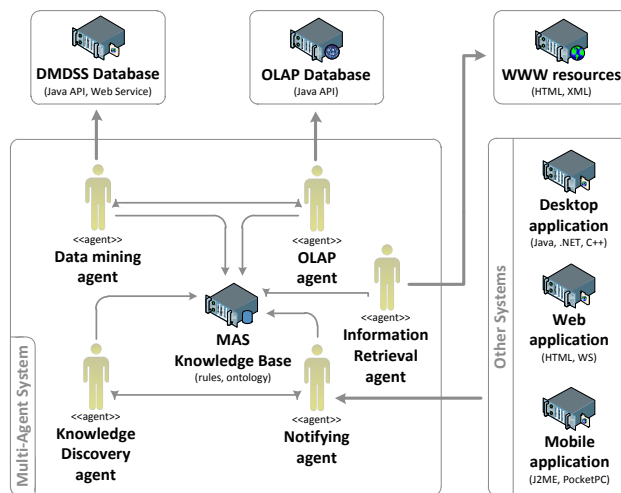 DMDSS Database
(Java API, Web Service)
OLAP Database
(Java API)
WWW resources
(HTML, XML)
<<agent>>
Data mining
agent
<<agent>>
OLAP
agent
<<agent>>
Information
Retrieval
agent
MAS
Knowledge Base
(rules, ontology)
<<agent>>
Knowledge
Discovery
agent
<<agent>>
Notifying
agent
Multi-Agent System
Other Systems
Desktop
application
(Java, .NET, C++)
Web
application
(HTML, WS)
Mobile
application
(J2ME, PocketPC)